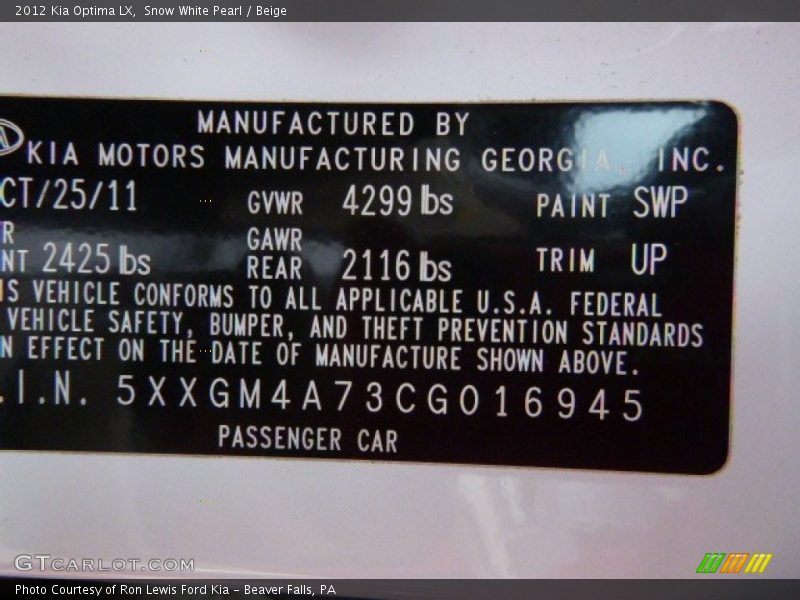 2012 Kia Optima LX, Snow White Pearl / Beige
MANUFACTURED BY
KIA MOTORS MANUFACTURING GEORGIA, INC.
CT/25/11 GVWR 4299 lbs PAINT SWP
R GAWR
NT 2425 lbs REAR 2116 lbs TRIM UP
IS VEHICLE CONFORMS TO ALL APPLICABLE U.S.A. FEDERAL
VEHICLE SAFETY, BUMPER, AND THEFT PREVENTION STANDARDS
N EFFECT ON THE DATE OF MANUFACTURE SHOWN ABOVE.
.I.N. 5XXGM4A73CG016945
PASSENGER CAR
GTCARLOT.COM
Photo Courtesy of Ron Lewis Ford Kia - Beaver Falls, PA